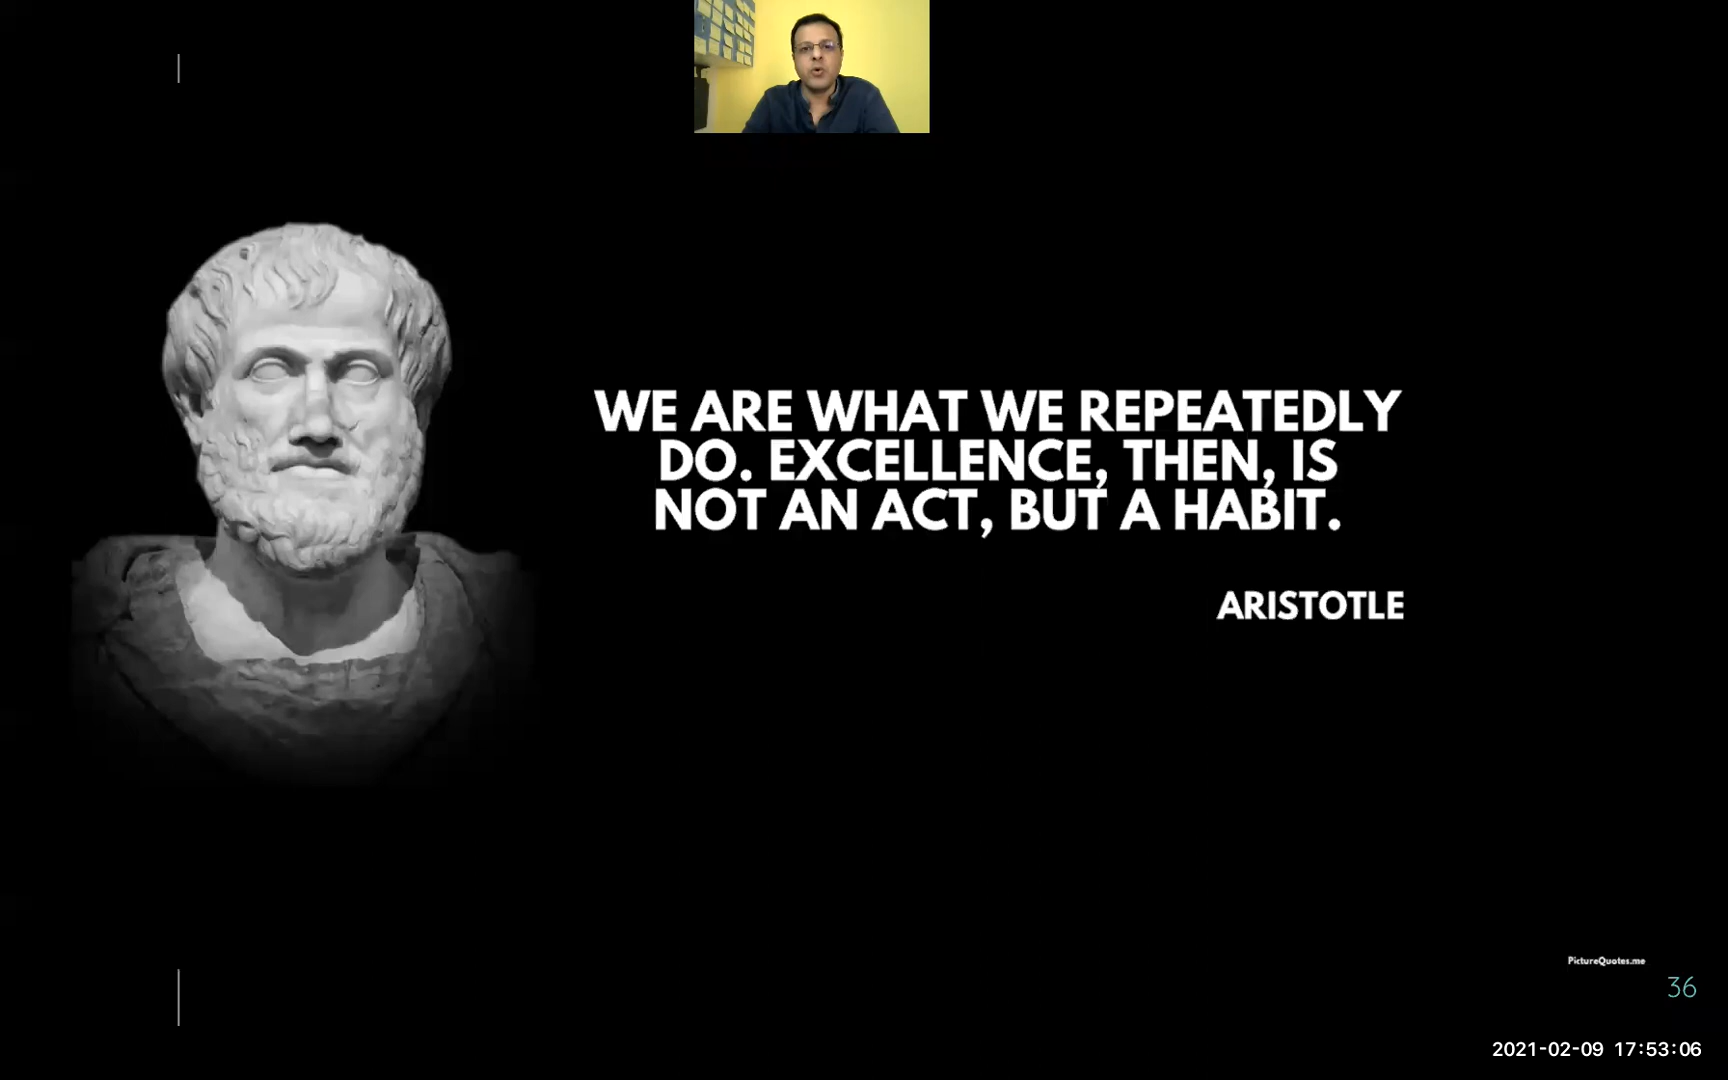 WE ARE WHAT WE REPEATEDLY
DO. EXCELLENCE, THEN, IS
NOT AN ACT, BUT A HABIT.
ARISTOTLE
PictureQuotes.me
36
2021-02-09 17:53:06